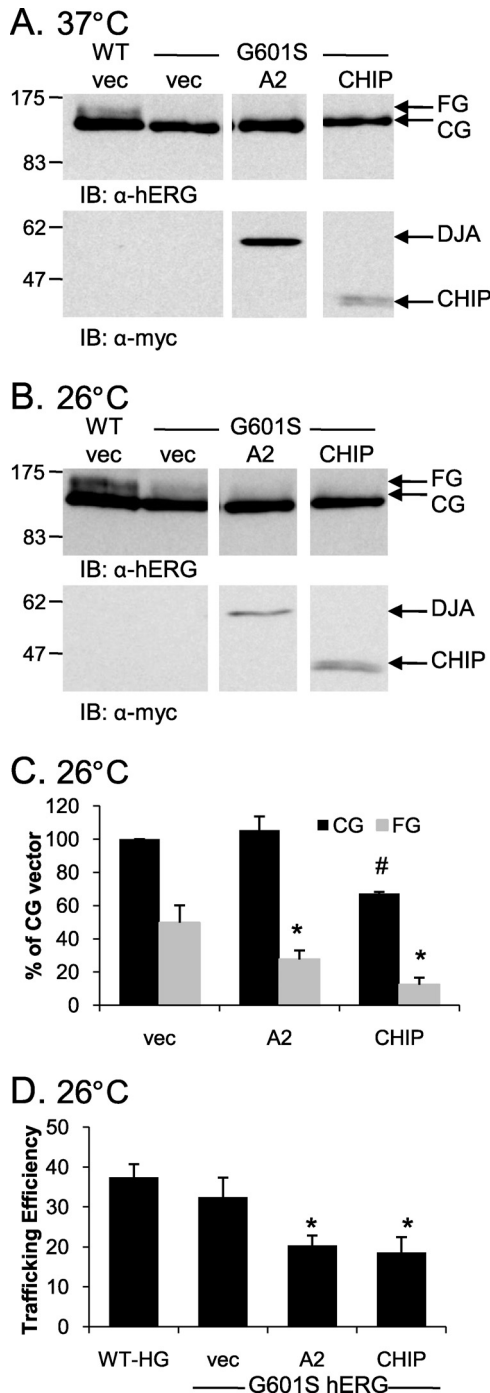 A. 37°C
WT G601S
vec vec A2 CHIP
175
FG
CG
83
IB: α-hERG
62
DJA
47
CHIP
IB: α-myc
B. 26°C
WT G601S
vec vec A2 CHIP
175
FG
CG
83
IB: α-hERG
62
DJA
47
CHIP
IB: α-myc
C. 26°C
% of CG vector
120
100
80
60
40
20
0
CG FG
*
#
*
vec A2 CHIP
D. 26°C
Trafficking Efficiency
50
40
30
20
10
0
* *
WT-HG vec A2 CHIP
G601S hERG